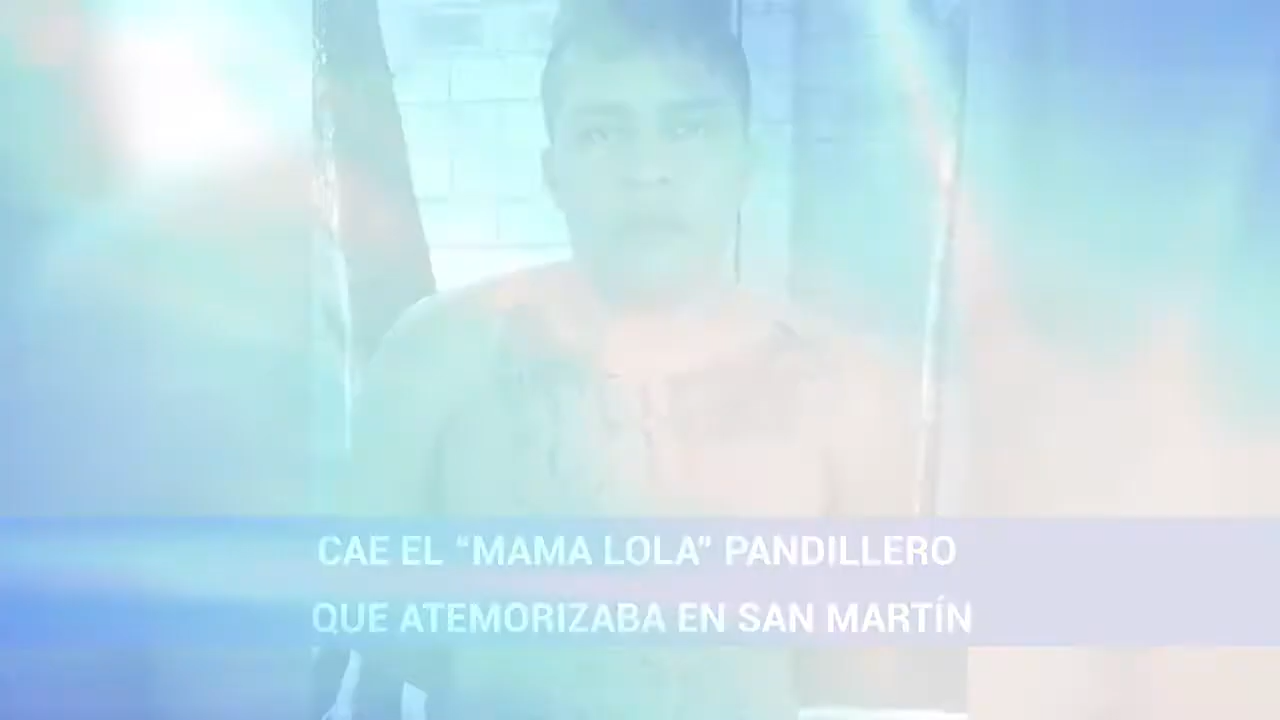 CAE EL “MAMA LOLA” PANDILLERO
QUE ATEMORIZABA EN SAN MARTÍN